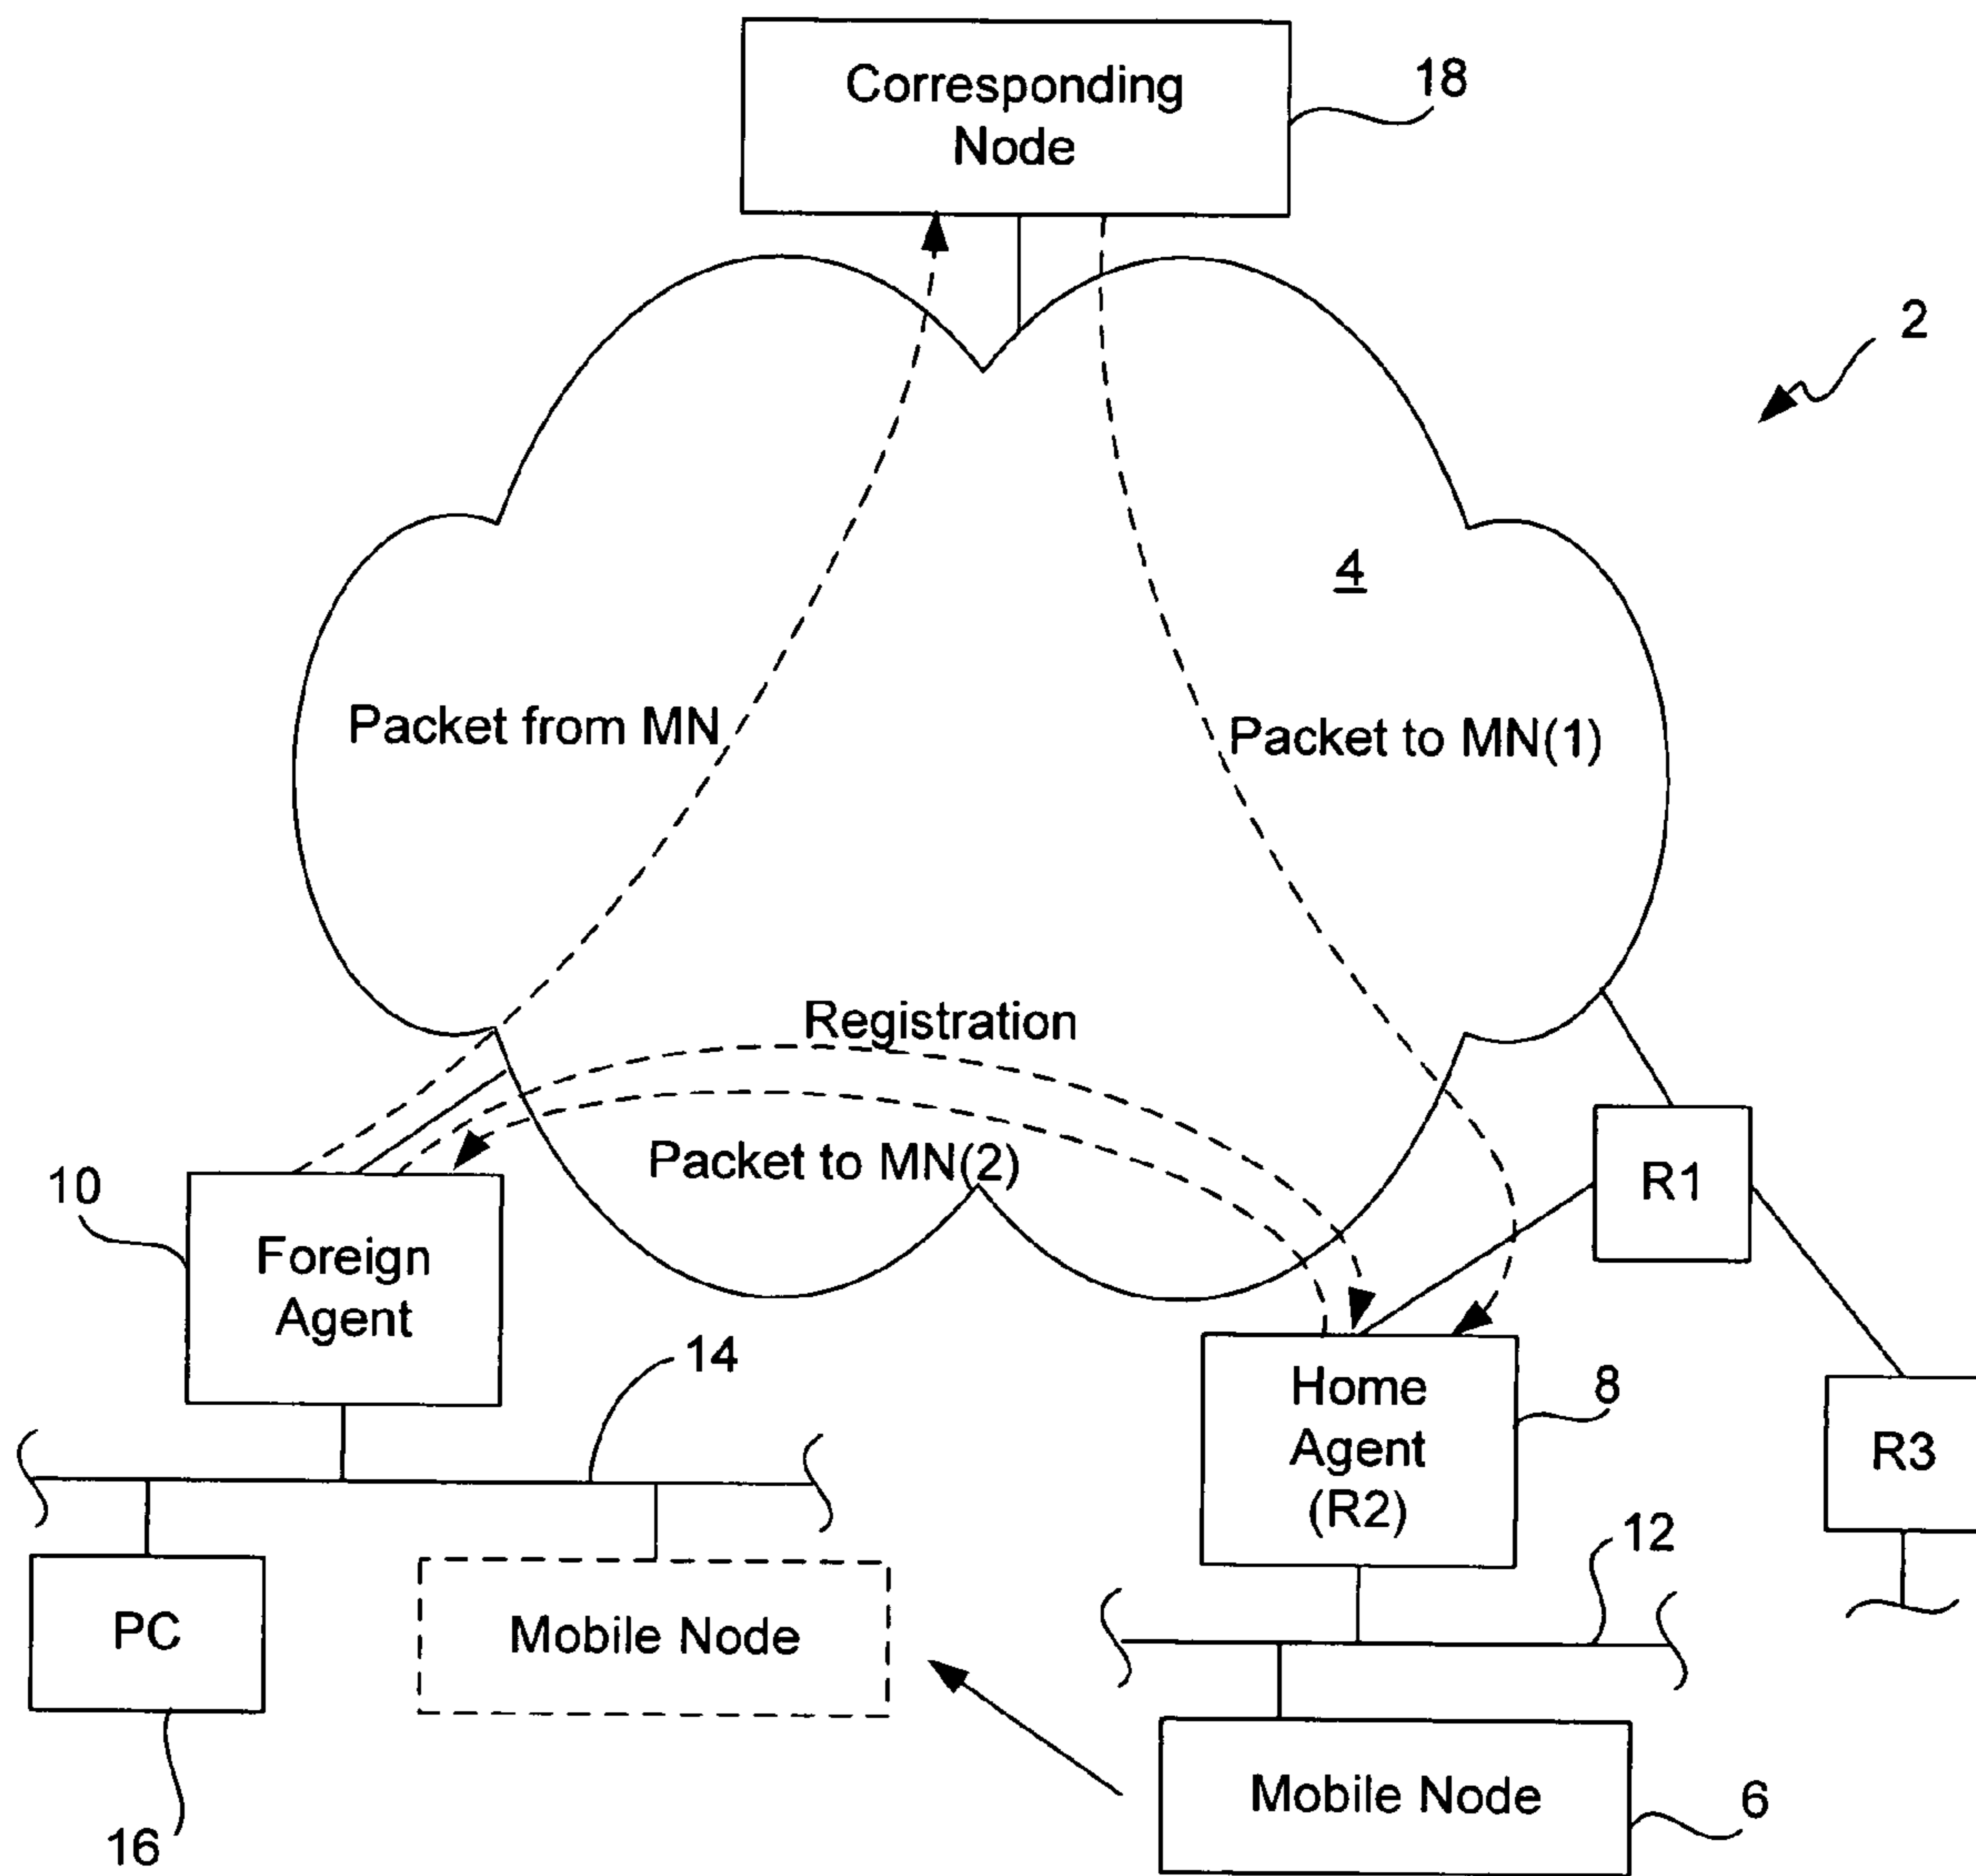 Corresponding
Node
18
2
4
Packet from MN
Packet to MN(1)
Registration
Packet to MN(2)
R1
10
Foreign
Agent
14
Home
Agent
(R2)
8
R3
12
PC
Mobile Node
Mobile Node
6
16